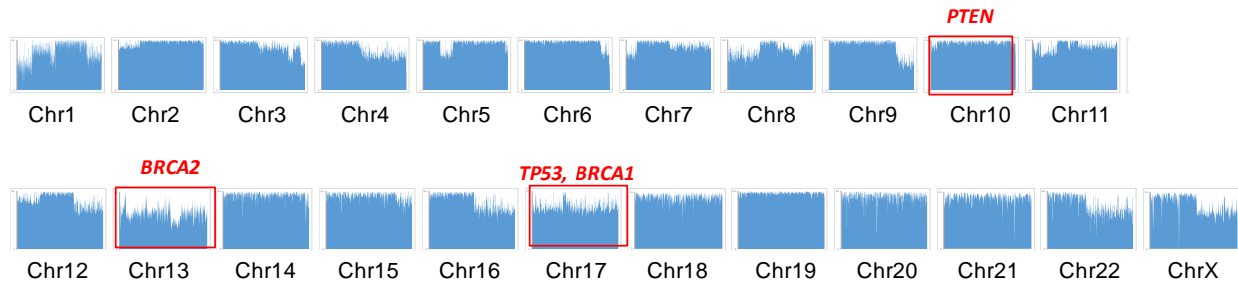 PTEN
Chr1 Chr2 Chr3 Chr4 Chr5 Chr6 Chr7 Chr8 Chr9 Chr10 Chr11
BRCA2 TP53, BRCA1
Chr12 Chr13 Chr14 Chr15 Chr16 Chr17 Chr18 Chr19 Chr20 Chr21 Chr22 ChrX